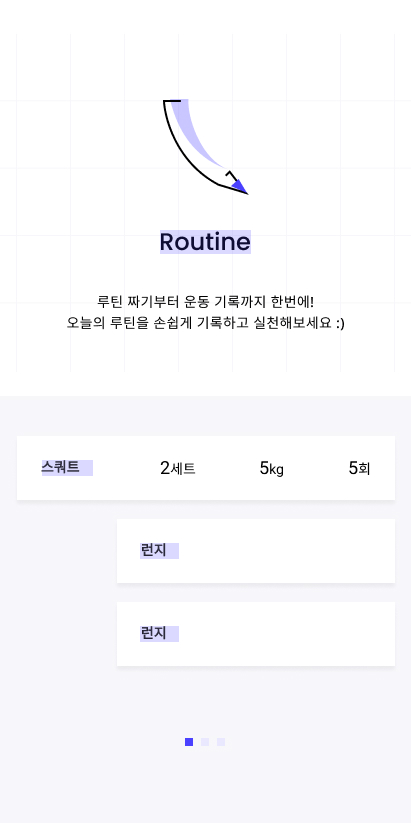 Routine
루틴 짜기부터 운동 기록까지 한번에!
오늘의 루틴을 손쉽게 기록하고 실천해보세요 :)
스쿼트 2세트 5kg 5회
런지
런지